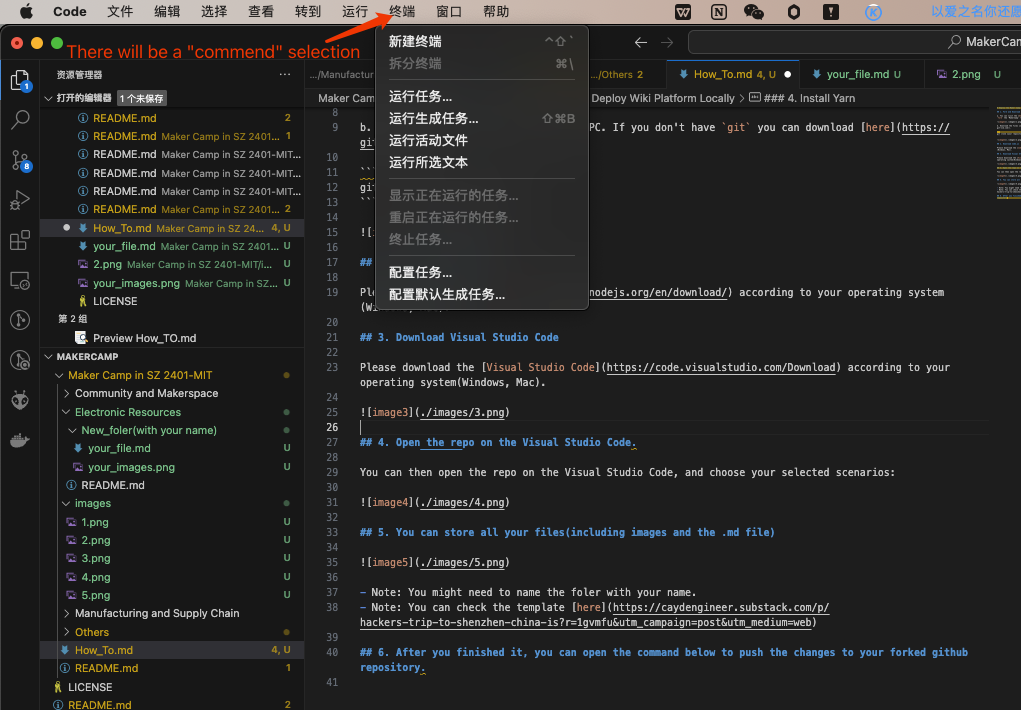 Code 文件 编辑 选择 查看 转到 运行 终端 窗口 帮助 以爱之名你还愿
There will be a "commend" selection
MakerCam
资源管理器 ...
打开的编辑器 1 个未保存
README.md 2
README.md Maker Camp in SZ 2401... 1
README.md Maker Camp in SZ 2401-MIT...
README.md Maker Camp in SZ 2401-MIT...
README.md Maker Camp in SZ 2401-MIT...
README.md Maker Camp in SZ 2401... 2
How_To.md Maker Camp in SZ 24... 4, U
your_file.md Maker Camp in SZ 2401... U
2.png Maker Camp in SZ 2401-MIT/i... U
your_images.png Maker Camp in SZ... U
LICENSE
第 2 组
Preview How_TO.md
MAKERCAMP
Maker Camp in SZ 2401-MIT
Community and Makerspace
Electronic Resources
New_foler(with your name)
your_file.md U
your_images.png U
README.md
images
1.png U
2.png U
3.png U
4.png U
5.png U
Manufacturing and Supply Chain
Others
How_To.md 4, U
README.md 1
LICENSE
README.md 2
1
8
新建终端 ⌃⇧`
拆分终端 ⌘\
运行任务...
运行生成任务... ⇧⌘B
运行活动文件
运行所选文本
显示正在运行的任务...
重启正在运行的任务...
终止任务...
配置任务...
配置默认生成任务...
.../Manufactur .../Others 2 How_To.md 4, U your_file.md U 2.png U
Maker Cam Deploy Wiki Platform Locally > ### 4. Install Yarn
8
9 b. PC. If you don't have `git` you can download [here](https://
gi
10
11 ```
12 git
13 ```
14
15 ![i
16
17 ##
18
19 Ple nodejs.org/en/download/) according to your operating system
20
21 ## 3. Download Visual Studio Code
22
23 Please download the [Visual Studio Code](https://code.visualstudio.com/Download) according to your
operating system(Windows, Mac).
24
25 ![image3](./images/3.png)
26
27 ## 4. Open the repo on the Visual Studio Code.
28
29 You can then open the repo on the Visual Studio Code, and choose your selected scenarios:
30
31 ![image4](./images/4.png)
32
33 ## 5. You can store all your files(including images and the .md file)
34
35 ![image5](./images/5.png)
36
37 - Note: You might need to name the foler with your name.
38 - Note: You can check the template [here](https://caydengineer.substack.com/p/
hackers-trip-to-shenzhen-china-is?r=1gvmfu&utm_campaign=post&utm_medium=web)
39
40 ## 6. After you finished it, you can open the command below to push the changes to your forked github
repository.
41